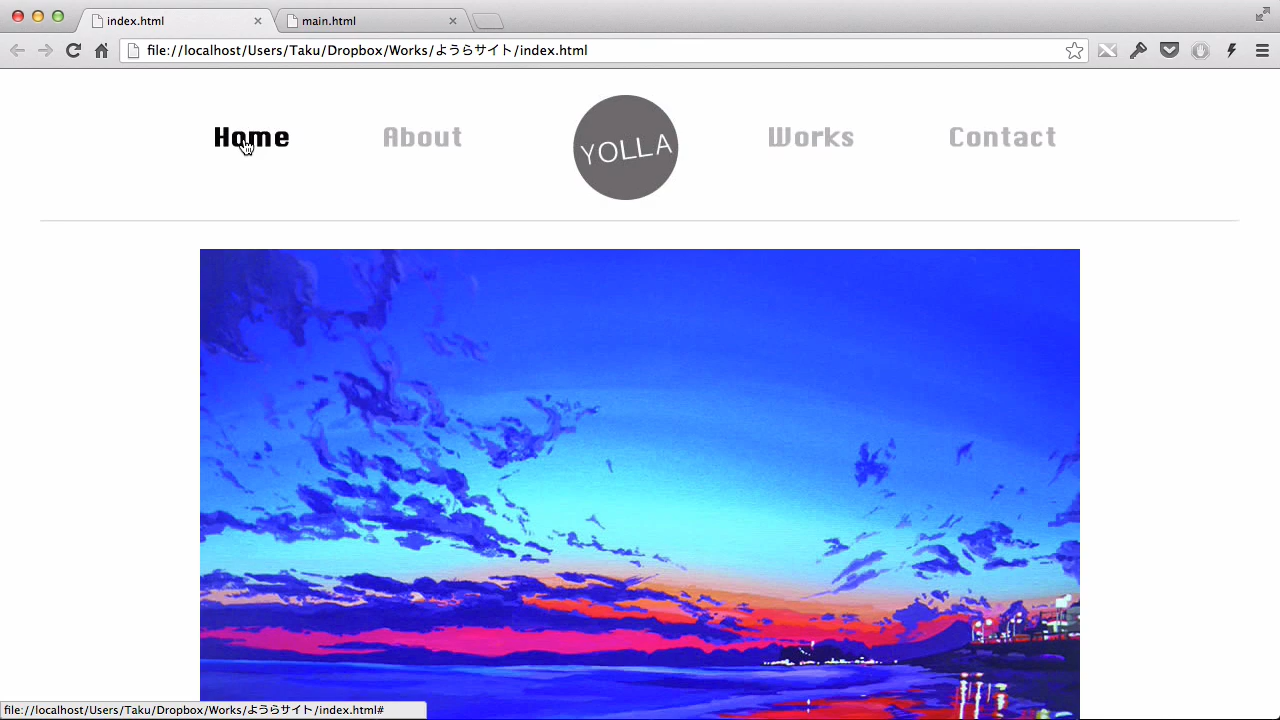 index.html
main.html
file://localhost/Users/Taku/Dropbox/Works/ようらサイト/index.html
Home
About
YOLLA
Works
Contact
file://localhost/Users/Taku/Dropbox/Works/ようらサイト/index.html#